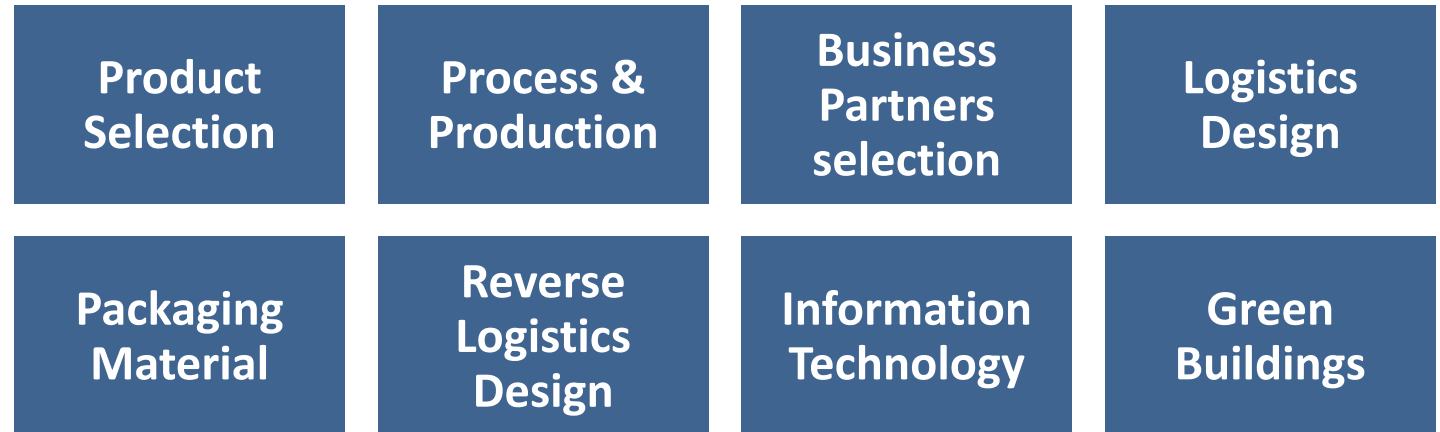 Product
Selection
Process &
Production
Business
Partners
selection
Logistics
Design
Packaging
Material
Reverse
Logistics
Design
Information
Technology
Green
Buildings